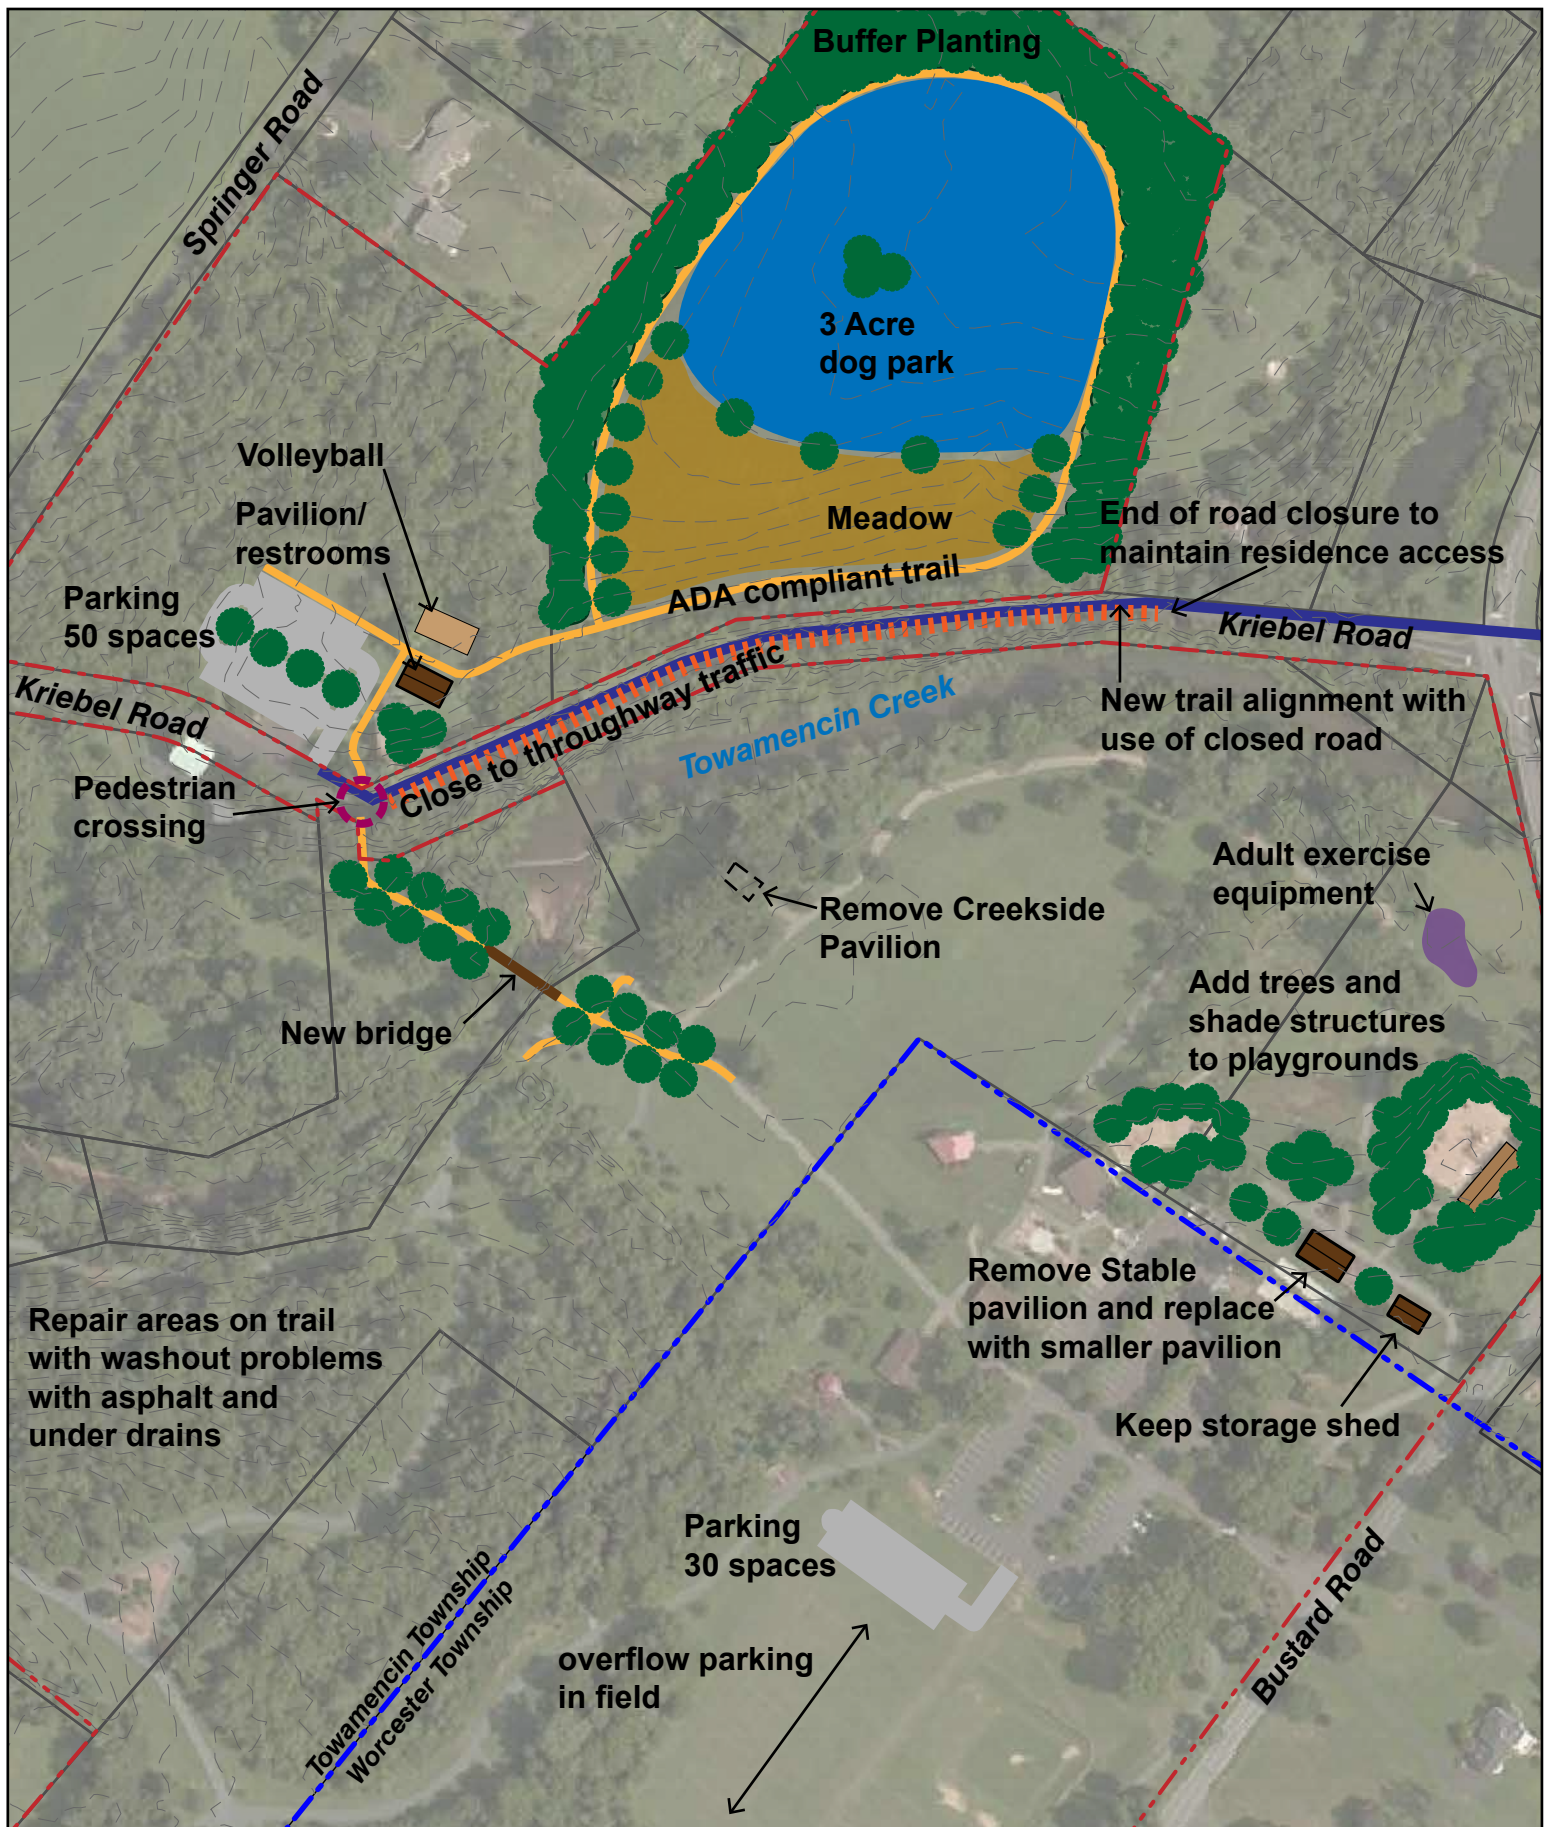 Buffer Planting
Springer Road
3 Acre
dog park
Volleyball
Pavilion/
restrooms
Meadow
End of road closure to
maintain residence access
ADA compliant trail
Parking
50 spaces
Kriebel Road
Kriebel Road
Close to throughway traffic
Towamencin Creek
New trail alignment with
use of closed road
Pedestrian
crossing
Adult exercise
equipment
Remove Creekside
Pavilion
Add trees and
shade structures
to playgrounds
New bridge
Remove Stable
pavilion and replace
with smaller pavilion
Repair areas on trail
with washout problems
with asphalt and
under drains
Keep storage shed
Parking
30 spaces
Towamencin Township
Worcester Township
overflow parking
in field
Bustard Road